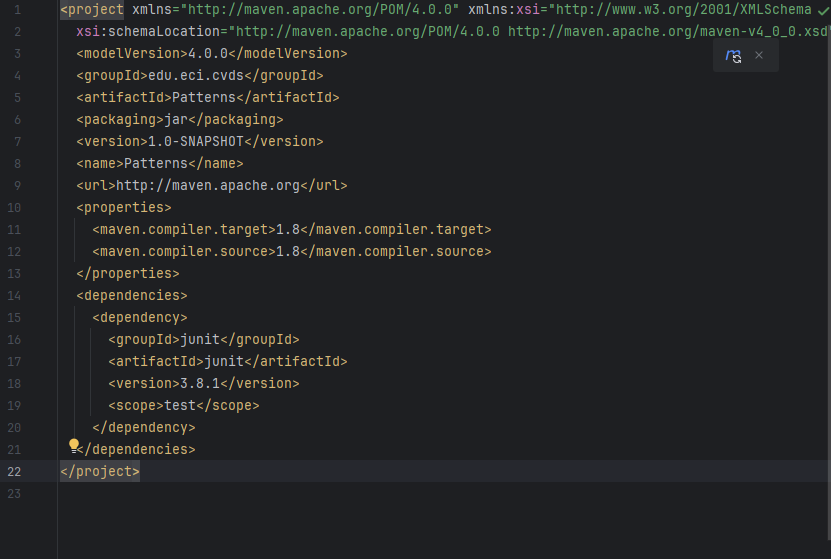 1 <project xmlns="http://maven.apache.org/POM/4.0.0" xmlns:xsi="http://www.w3.org/2001/XMLSchema
2 xsi:schemaLocation="http://maven.apache.org/POM/4.0.0 http://maven.apache.org/maven-v4_0_0.xsd"
3 <modelVersion>4.0.0</modelVersion>
4 <groupId>edu.eci.cvds</groupId>
5 <artifactId>Patterns</artifactId>
6 <packaging>jar</packaging>
7 <version>1.0-SNAPSHOT</version>
8 <name>Patterns</name>
9 <url>http://maven.apache.org</url>
10 <properties>
11 <maven.compiler.target>1.8</maven.compiler.target>
12 <maven.compiler.source>1.8</maven.compiler.source>
13 </properties>
14 <dependencies>
15 <dependency>
16 <groupId>junit</groupId>
17 <artifactId>junit</artifactId>
18 <version>3.8.1</version>
19 <scope>test</scope>
20 </dependency>
21 </dependencies>
22 </project>
23